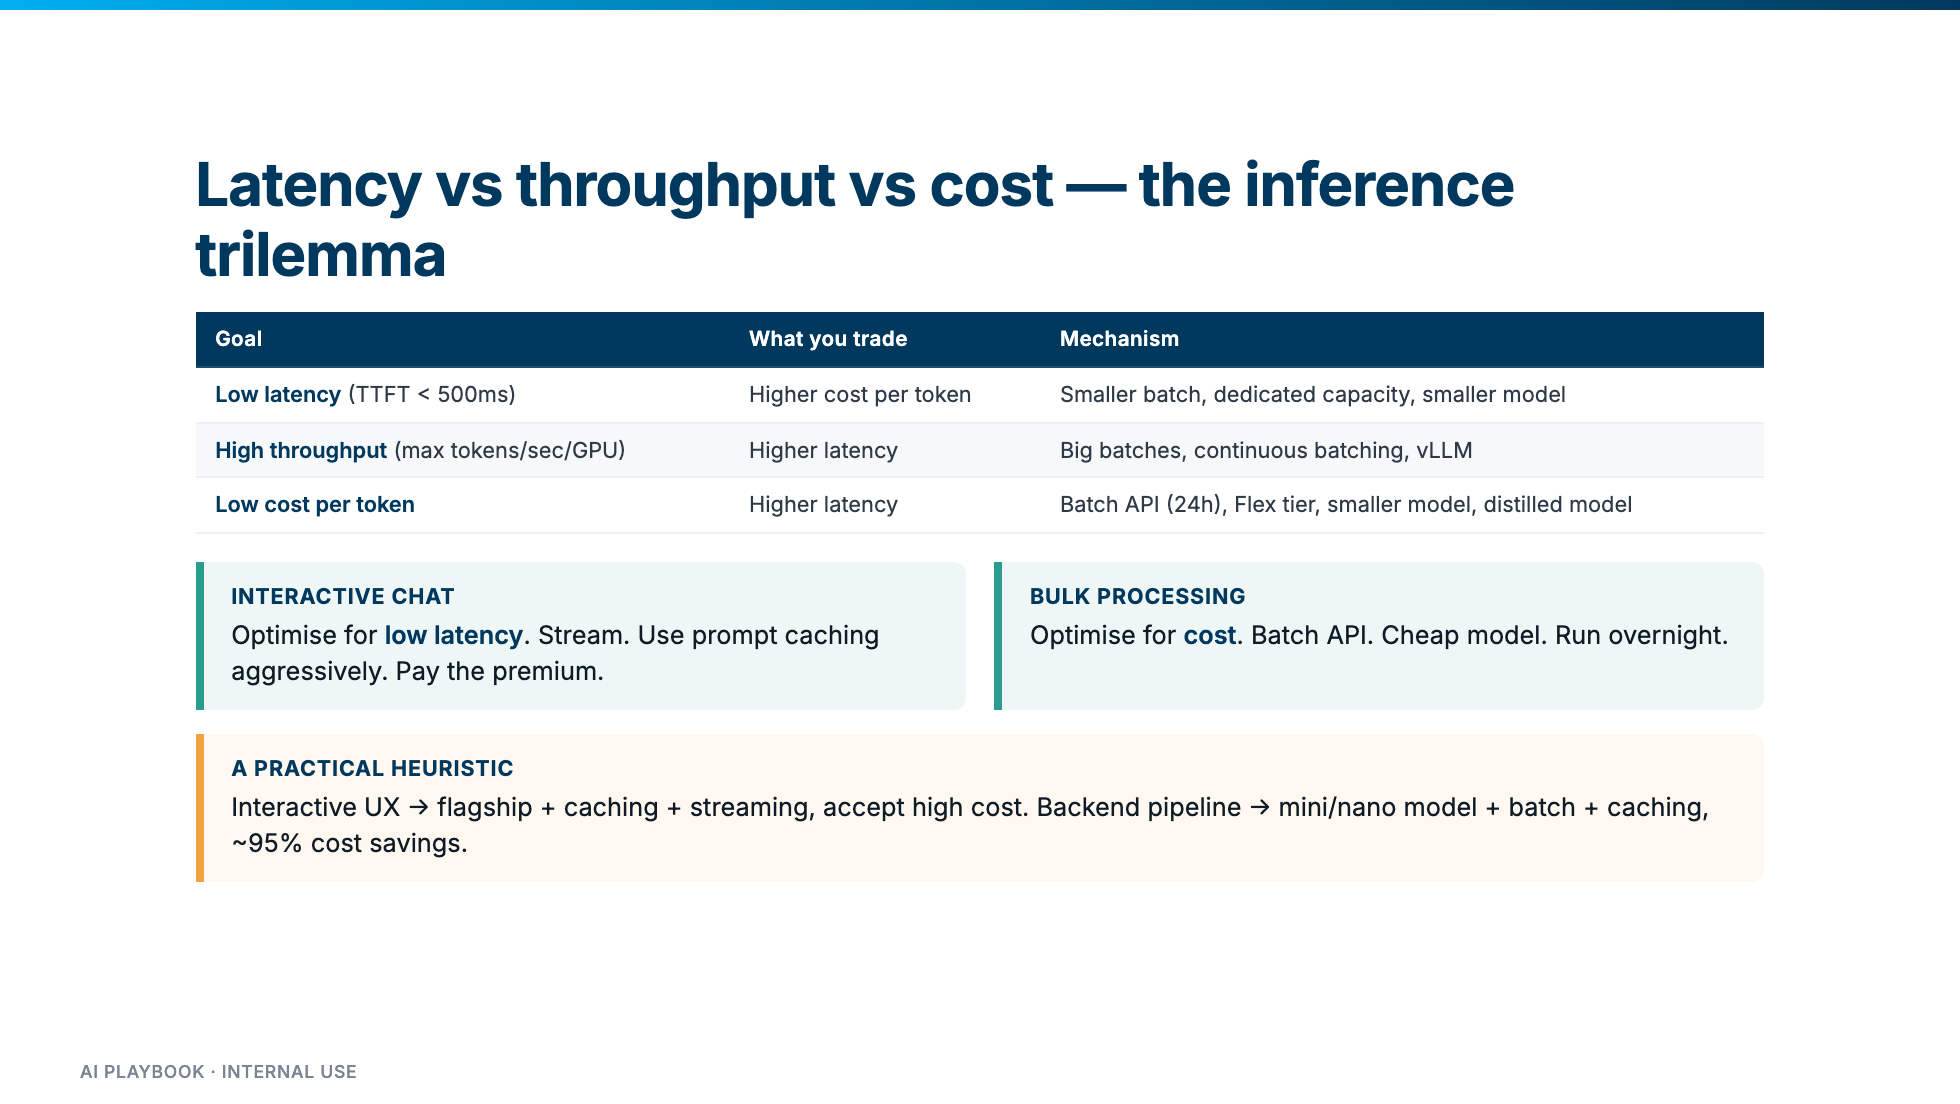 Latency vs throughput vs cost — the inference
trilemma
Goal What you trade Mechanism
Low latency (TTFT < 500ms) Higher cost per token Smaller batch, dedicated capacity, smaller model
High throughput (max tokens/sec/GPU) Higher latency Big batches, continuous batching, vLLM
Low cost per token Higher latency Batch API (24h), Flex tier, smaller model, distilled model
INTERACTIVE CHAT
Optimise for low latency. Stream. Use prompt caching
aggressively. Pay the premium.
BULK PROCESSING
Optimise for cost. Batch API. Cheap model. Run overnight.
A PRACTICAL HEURISTIC
Interactive UX → flagship + caching + streaming, accept high cost. Backend pipeline → mini/nano model + batch + caching,
~95% cost savings.
AI PLAYBOOK · INTERNAL USE